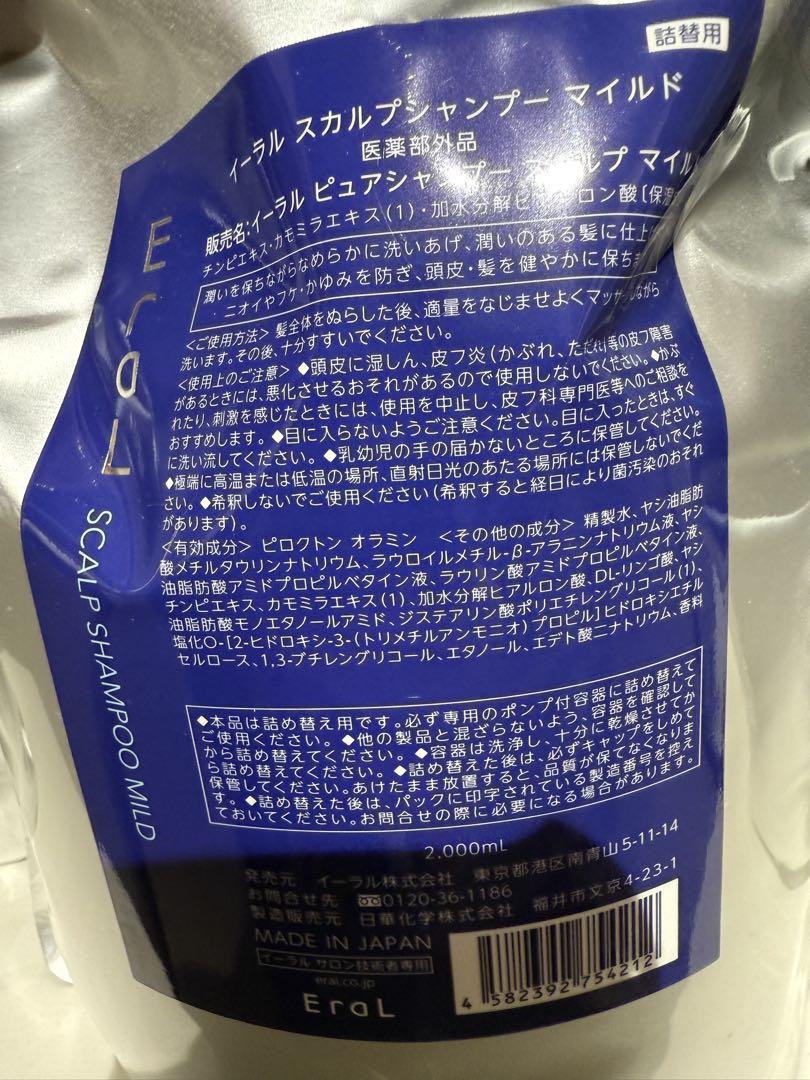 詰替用
イーラル スカルプシャンプー マイルド
医薬部外品
販売名:イーラル ピュアシャンプー マイル
チンピエキス・カモミラエキス(1)・加水分解ヒ ロン酸[保湿
潤いを保ちながらなめらかに洗いあげ、潤いのある髪に仕上
ニオイやフケ・かゆみを防ぎ、頭皮・髪を健やかに保ちま
<ご使用方法> 髪全体をぬらした後、適量をなじませよくマッサージしながら
洗います。その後、十分すすいでください。
<使用上のご注意> ◆頭皮に湿しん、皮フ炎(かぶれ、ただれ)等の皮フ障害
があるときには、悪化させるおそれがあるので使用しないでください。◆かぶ
れたり、刺激を感じたときには、使用を中止し、皮フ科専門医等へのご相談を
おすすめします。◆目に入らないようご注意ください。目に入ったときは、すぐ
に洗い流してください。◆乳幼児の手の届かないところに保管してください。
◆極端に高温または低温の場所、直射日光のあたる場所には保管しないでくだ
さい。◆希釈しないでご使用ください(希釈すると経日により菌汚染のおそれ
があります)。
<有効成分> ピロクトン オラミン <その他の成分> 精製水、ヤシ油脂肪
酸メチルタウリンナトリウム、ラウロイルメチル-β-アラニンナトリウム液、ヤシ
油脂肪酸アミドプロピルベタイン液、ラウリン酸アミドプロピルベタイン液、
チンピエキス、カモミラエキス(1)、加水分解ヒアルロン酸、DL-リンゴ酸、ヤシ
油脂肪酸モノエタノールアミド、ジステアリン酸ポリエチレングリコール(1)、
塩化O-[2-ヒドロキシ-3-(トリメチルアンモニオ)プロピル]ヒドロキシエチル
セルロース、1,3-ブチレングリコール、エタノール、エデト酸二ナトリウム、香料
◆本品は詰め替え用です。必ず専用のポンプ付容器に詰め替えて
ご使用ください。◆他の製品と混ざらないよう、容器を確認して
から詰め替えてください。◆容器は洗浄し、十分に乾燥させてか
ら詰め替えてください。◆詰め替えた後は、必ずキャップをしめて
保管してください。あけたまま放置すると、品質が保てなくなりま
す。◆詰め替えた後は、パックに印字されている製造番号を控え
ておいてください。お問合せの際に必要になる場合があります。
2,000mL
発売元 イーラル株式会社 東京都港区南青山5-11-14
お問合せ先 0120-36-1186
製造販売元 日華化学株式会社 福井市文京4-23-1
MADE IN JAPAN
イーラル サロン技術者専用
eral.co.jp
EraL
4 582392 754212
EraL
SCALP SHAMPOO MILD